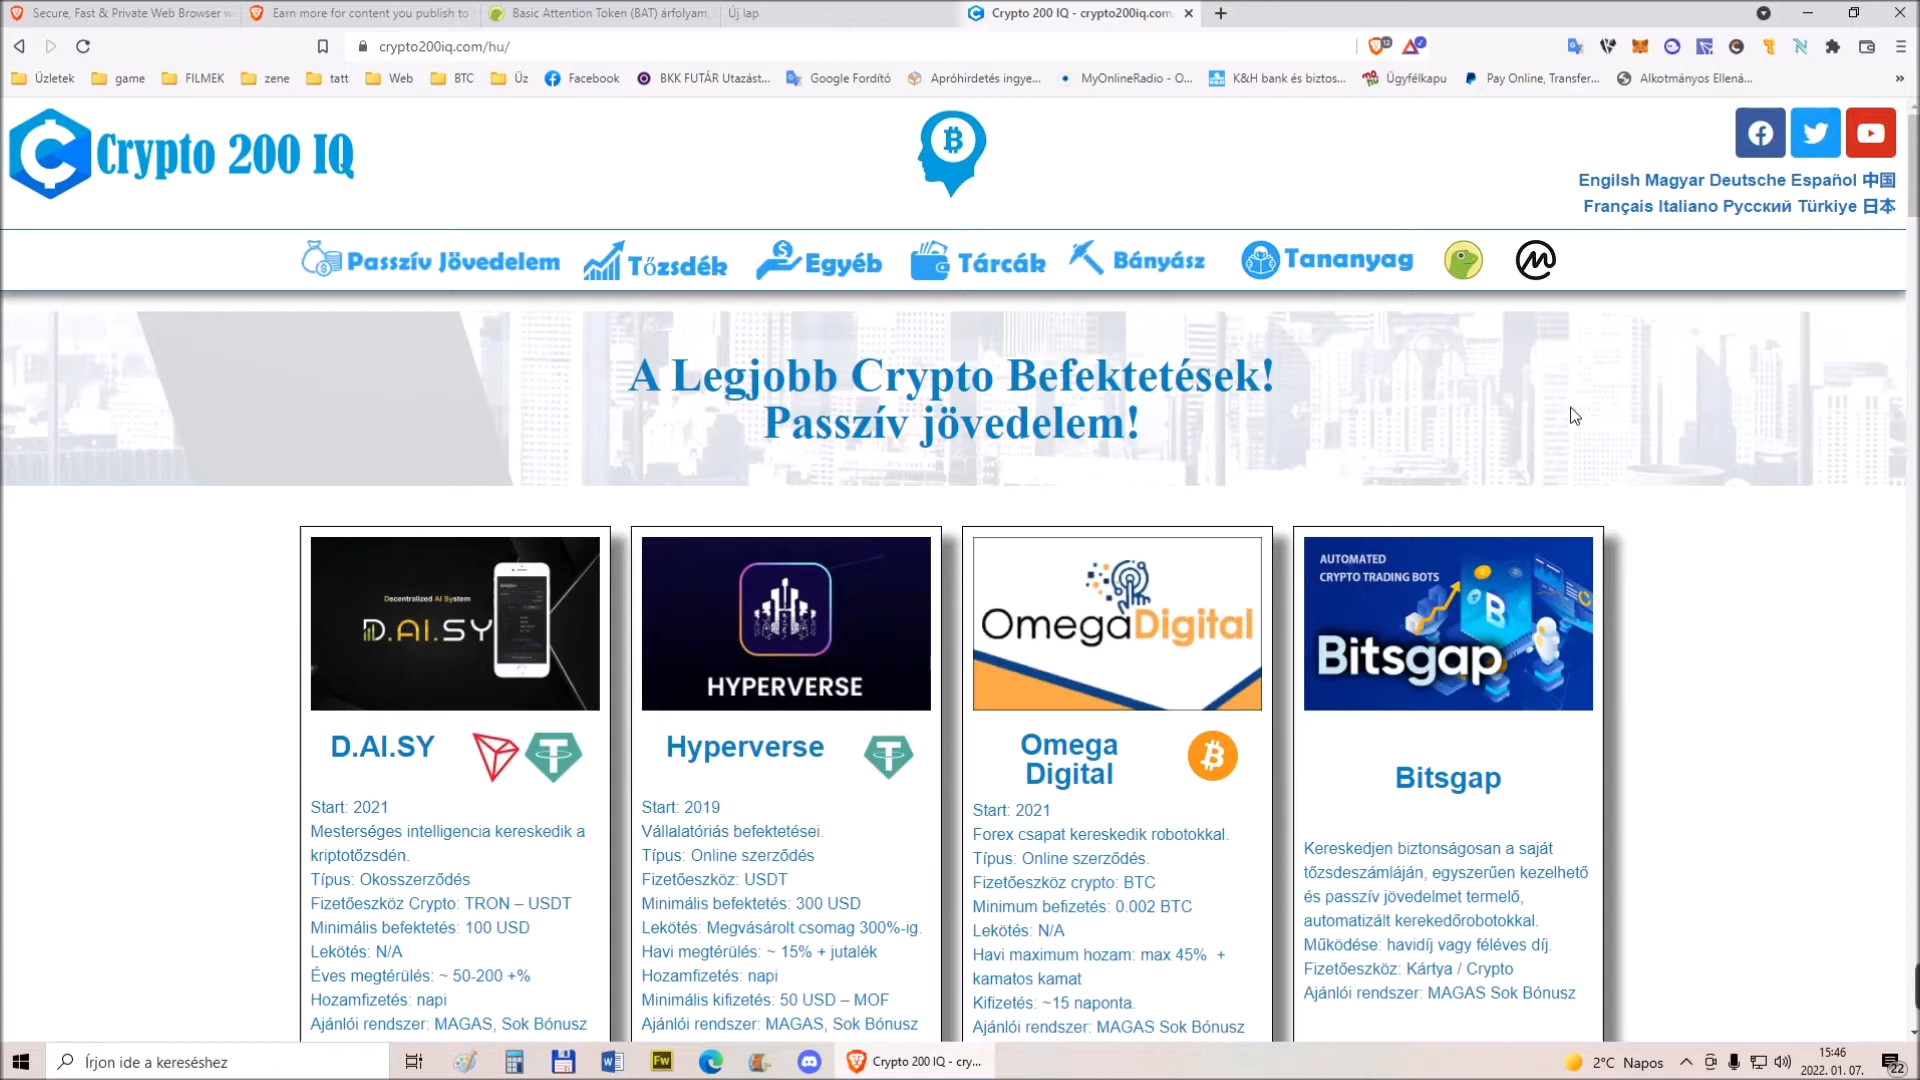 Secure, Fast & Private Web Browser w
Earn more for content you publish to
Basic Attention Token (BAT) árfolyam,
Új lap
Crypto 200 IQ - crypto200iq.com
crypto200iq.com/hu/
Üzletek
game
FILMEK
zene
tatt
Web
BTC
Üz
Facebook
BKK FUTÁR Utazást...
Google Fordító
Apróhirdetés ingye...
MyOnlineRadio - O...
K&H bank és biztos...
Ügyfélkapu
Pay Online, Transfer...
Alkotmányos Ellená...
Crypto 200 IQ
Engilsh Magyar Deutsche Español 中国
Français Italiano Русский Türkiye 日本
Passzív Jövedelem
Tőzsdék
Egyéb
Tárcák
Bányász
Tananyag
A Legjobb Crypto Befektetések!
Passzív jövedelem!
Decentralized AI System
D.AI.SY
D.AI.SY
Start: 2021
Mesterséges intelligencia kereskedik a
kriptotőzsdén.
Típus: Okosszerződés
Fizetőeszköz Crypto: TRON – USDT
Minimális befektetés: 100 USD
Lekötés: N/A
Éves megtérülés: ~ 50-200 +%
Hozamfizetés: napi
Ajánlói rendszer: MAGAS, Sok Bónusz
HYPERVERSE
Hyperverse
Start: 2019
Vállalatóriás befektetései.
Típus: Online szerződés
Fizetőeszköz: USDT
Minimális befektetés: 300 USD
Lekötés: Megvásárolt csomag 300%-ig.
Havi megtérülés: ~ 15% + jutalék
Hozamfizetés: napi
Minimális kifizetés: 50 USD – MOF
Ajánlói rendszer: MAGAS, Sok Bónusz
OmegaDigital
Omega
Digital
Start: 2021
Forex csapat kereskedik robotokkal.
Típus: Online szerződés.
Fizetőeszköz crypto: BTC
Minimum befizetés: 0.002 BTC
Lekötés: N/A
Havi maximum hozam: max 45% +
kamatos kamat
Kifizetés: ~15 naponta.
Ajánlói rendszer: MAGAS Sok Bónusz
AUTOMATED
CRYPTO TRADING BOTS
Bitsgap
Bitsgap
Kereskedjen biztonságosan a saját
tőzsdeszámláján, egyszerűen kezelhető
és passzív jövedelmet termelő,
automatizált kerekedőrobotokkal.
Működése: havidíj vagy féléves díj.
Fizetőeszköz: Kártya / Crypto
Ajánlói rendszer: MAGAS Sok Bónusz
Írjon ide a kereséshez
Fw
Crypto 200 IQ - cry...
2°C Napos
15:46
2022. 01. 07.
22